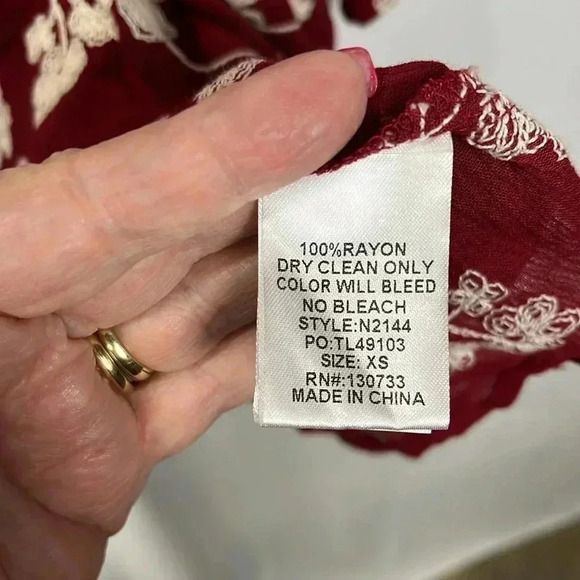 100%RAYON
DRY CLEAN ONLY
COLOR WILL BLEED
NO BLEACH
STYLE:N2144
PO:TL49103
SIZE: XS
RN#:130733
MADE IN CHINA